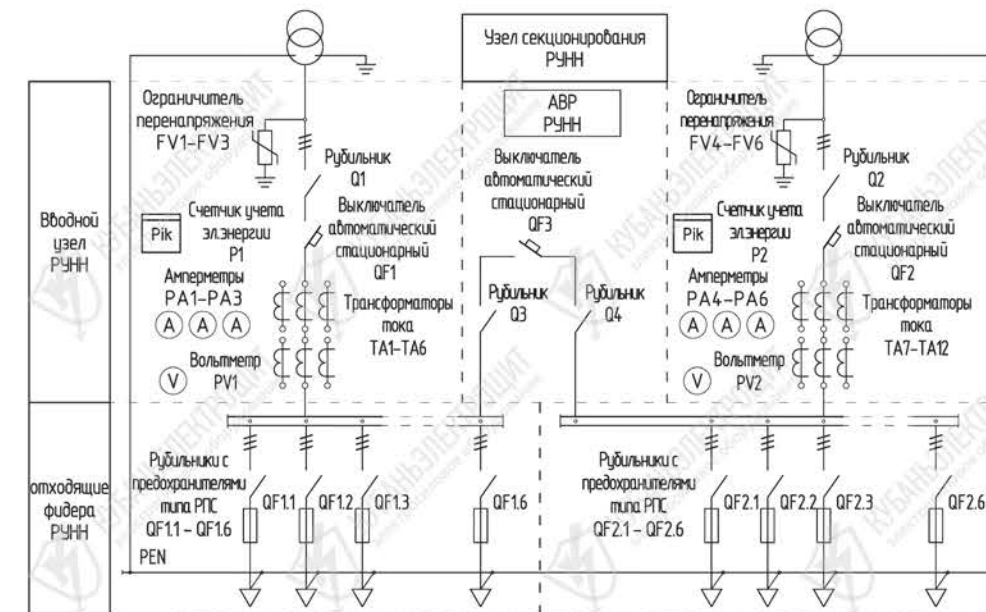 Узел секционирования
РУНН
АВР
РУНН
Вводной
узел
РУНН
Ограничитель
перенапряжения
FV1-FV3
Рубильник
Q1
Счетчик учета
эл.энергии
P1
Pik
Выключатель
автоматический
стационарный
QF1
Амперметры
PA1-PA3
A A A
Трансформаторы
тока
TA1-TA6
Вольтметр
PV1
V
Выключатель
автоматический
стационарный
QF3
Рубильник
Q3
Рубильник
Q4
Ограничитель
перенапряжения
FV4-FV6
Рубильник
Q2
Счетчик учета
эл.энергии
P2
Pik
Выключатель
автоматический
стационарный
QF2
Амперметры
PA4-PA6
A A A
Трансформаторы
тока
TA7-TA12
Вольтметр
PV2
V
отходящие
фидера
РУНН
Рубильники с
предохранителями
типа РПС
QF1.1 - QF1.6
QF1.1 QF1.2 QF1.3 QF1.6
PEN
Рубильники с
предохранителями
типа РПС
QF2.1 - QF2.6
QF2.1 QF2.2 QF2.3 QF2.6
КУБАНЬЭЛЕКТРОЩИТ